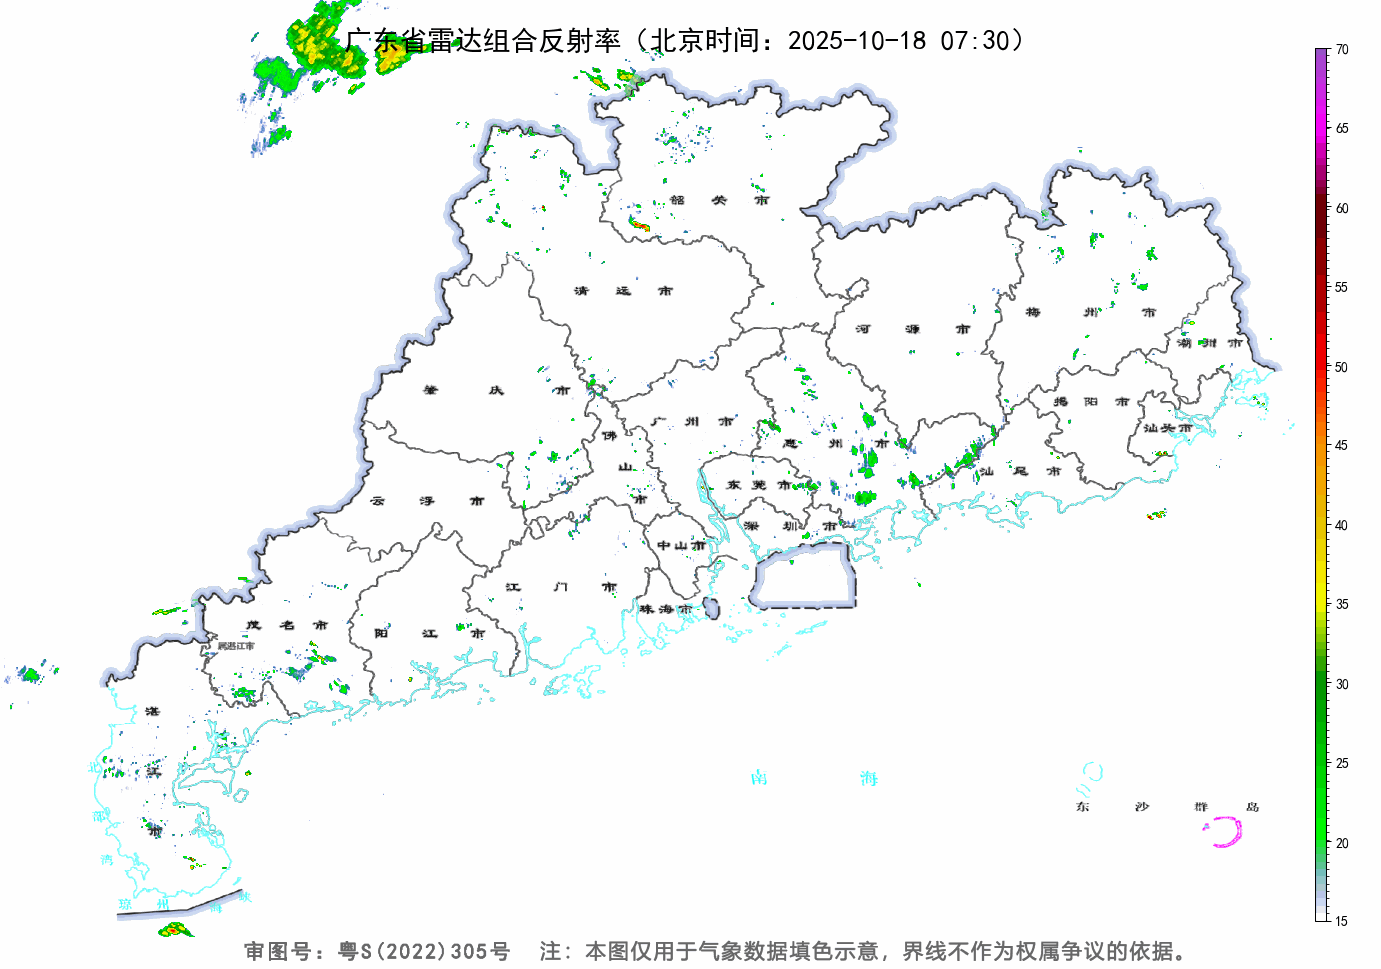 广东省雷达组合反射率（北京时间：2025-10-18 07:30）
70
65
60
55
50
45
40
35
30
25
20
15
韶关市
清远市
河源市
梅州市
潮州市
肇庆市
揭阳市
汕头市
广州市
佛山市
惠州市
汕尾市
东莞市
云浮市
深圳市
中山市
江门市
珠海市
茂名市
阳江市
属湛江市
湛江市
南海
东沙群岛
北部湾
琼州海峡
审图号：粤S(2022)305号 注：本图仅用于气象数据填色示意，界线不作为权属争议的依据。